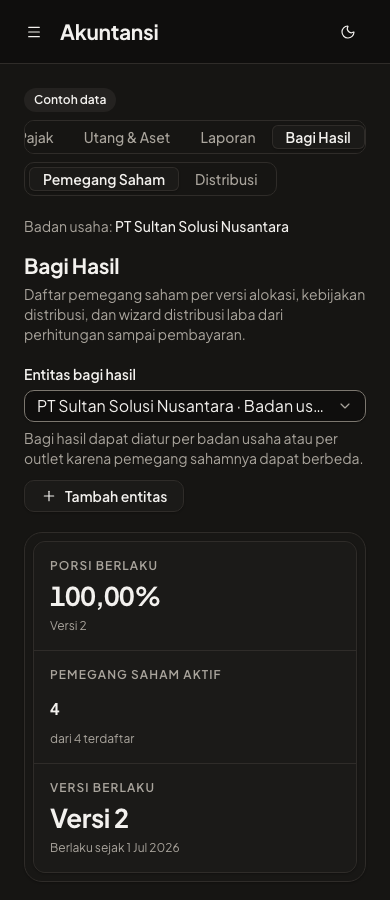 Akuntansi
Contoh data
Pajak Utang & Aset Laporan Bagi Hasil
Pemegang Saham Distribusi
Badan usaha: PT Sultan Solusi Nusantara
Bagi Hasil
Daftar pemegang saham per versi alokasi, kebijakan
distribusi, dan wizard distribusi laba dari
perhitungan sampai pembayaran.
Entitas bagi hasil
PT Sultan Solusi Nusantara · Badan us...
Bagi hasil dapat diatur per badan usaha atau per
outlet karena pemegang sahamnya dapat berbeda.
Tambah entitas
PORSI BERLAKU
100,00%
Versi 2
PEMEGANG SAHAM AKTIF
4
dari 4 terdaftar
VERSI BERLAKU
Versi 2
Berlaku sejak 1 Jul 2026